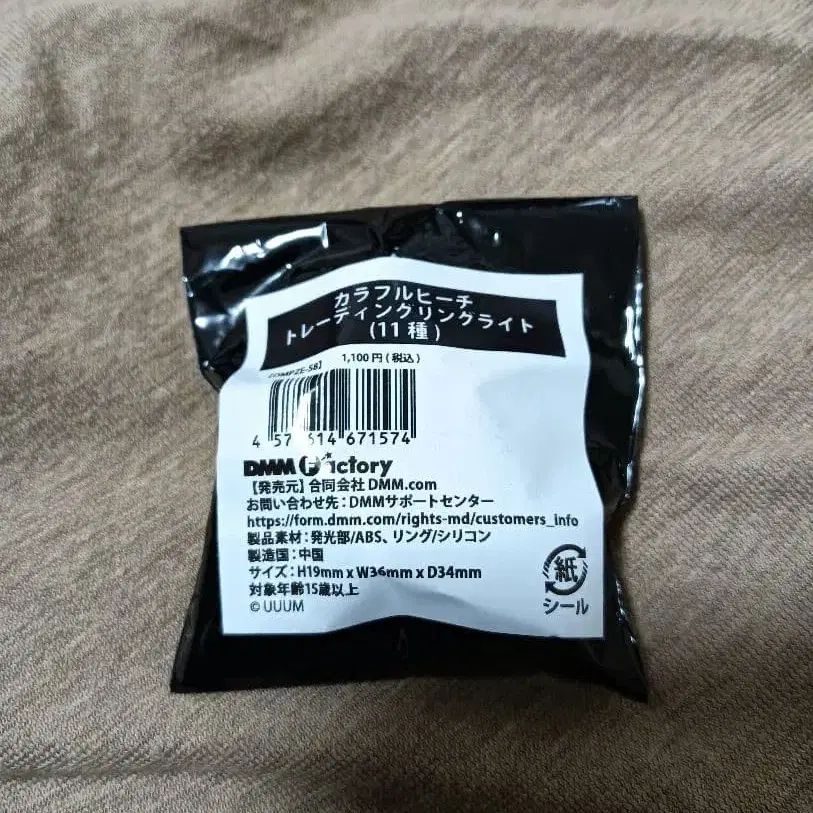 カラフルピーチ
トレーディングリングライト
(11種)
1,100円(税込)
614 671574
DMM Factory
【発売元】合同会社DMM.com
お問い合わせ先:DMMサポートセンター
https://form.dmm.com/rights-md/customers_info
製品素材:発光部/ABS、リング/シリコン
製造国:中国
サイズ:H19mm x W36mm x D34mm
対象年齢15歳以上
© UUUM
紙
シール